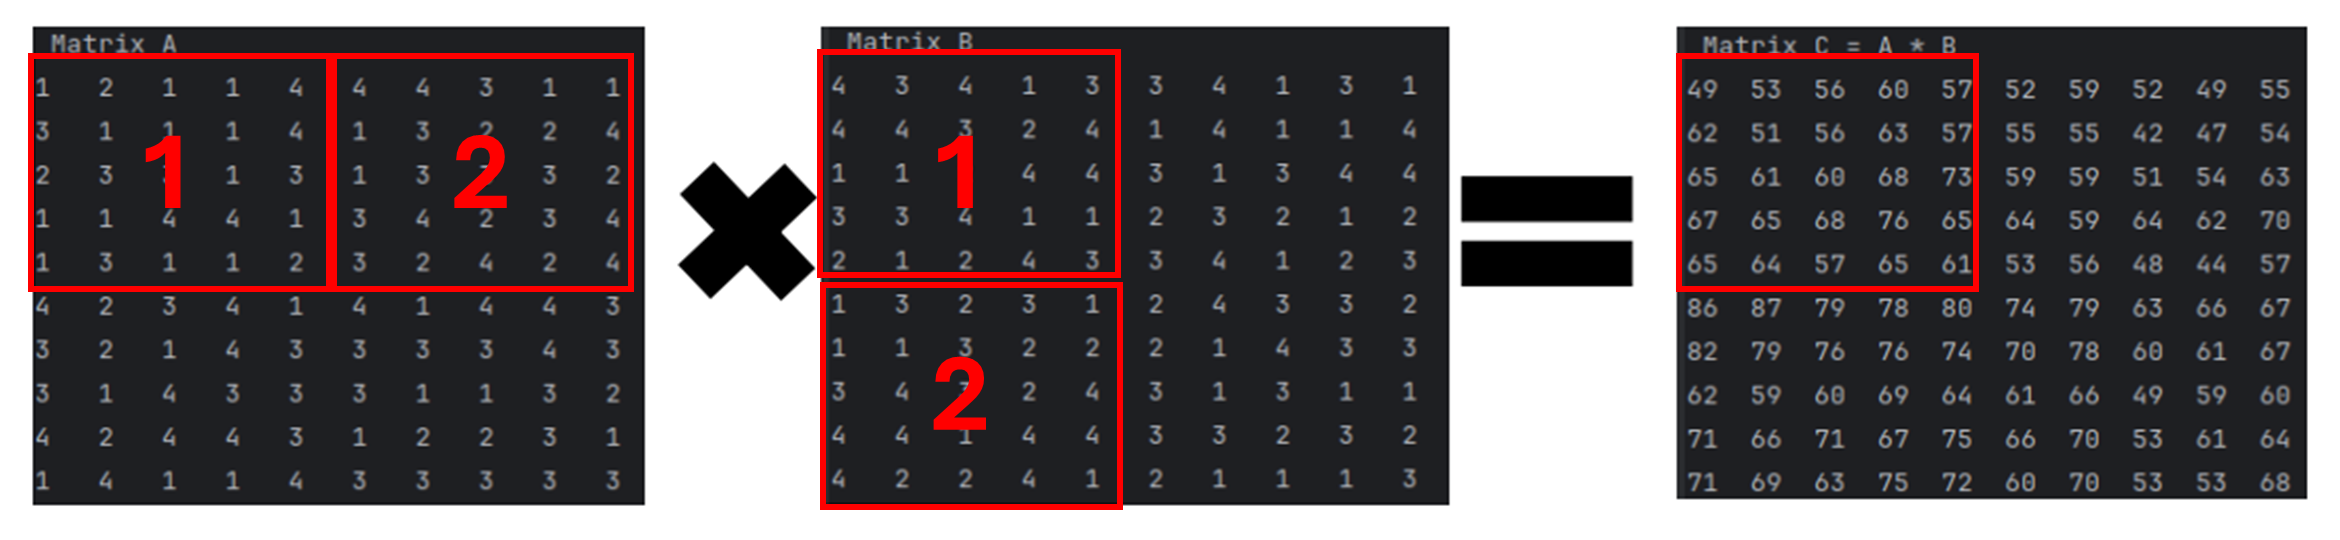 Matrix A
1 2 1 1 4 4 4 3 1 1
3 1 1 1 4 1 3 2 2 4
2 3 3 1 3 1 3 3 2
1 1 4 4 1 3 4 2 3 4
1 3 1 1 2 3 2 4 2 4
4 2 3 4 1 4 1 4 4 3
3 2 1 4 3 3 3 3 4 3
3 1 4 3 3 3 1 1 3 2
4 2 4 4 3 1 2 2 3 1
1 4 1 1 4 3 3 3 3 3
1 2
Matrix B
4 3 4 1 3 3 4 1 3 1
4 4 3 2 4 1 4 1 1 4
1 1 4 4 3 1 3 4 4
3 3 4 1 1 2 3 2 1 2
2 1 2 4 3 3 4 1 2 3
1 3 2 3 1 2 4 3 3 2
1 1 3 2 2 2 1 4 3 3
3 4 2 4 3 1 3 1 1
4 4 1 4 4 3 3 2 3 2
4 2 2 4 1 2 1 1 1 3
1
2
Matrix C = A * B
49 53 56 60 57 52 59 52 49 55
62 51 56 63 57 55 55 42 47 54
65 61 60 68 73 59 59 51 54 63
67 65 68 76 65 64 59 64 62 70
65 64 57 65 61 53 56 48 44 57
86 87 79 78 80 74 79 63 66 67
82 79 76 76 74 70 78 60 61 67
62 59 60 69 64 61 66 49 59 60
71 66 71 67 75 66 70 53 61 64
71 69 63 75 72 60 70 53 53 68